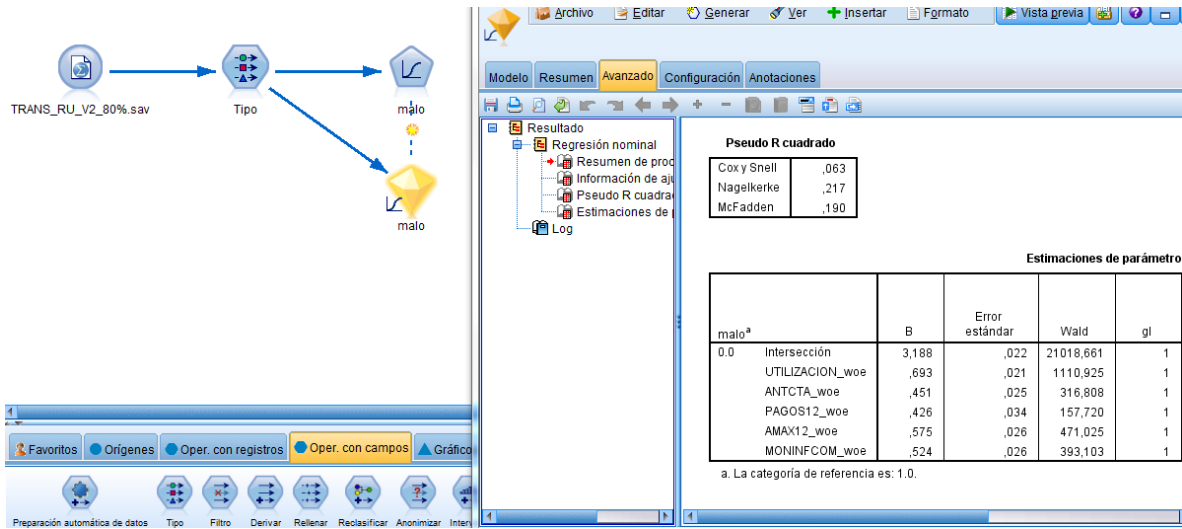 TRANS_RU_V2_80%.sav
Tipo
malo
malo
Favoritos Orígenes Oper. con registros Oper. con campos Gráfico
Preparación automática de datos Tipo Filtro Derivar Rellenar Reclasificar Anonimizar Interv
Archivo Editar Generar Ver Insertar Formato Vista previa
Modelo Resumen Avanzado Configuración Anotaciones
Resultado
Regresión nominal
Resumen de proc
Información de aju
Pseudo R cuadra
Estimaciones de p
Log
Pseudo R cuadrado
Cox y Snell ,063
Nagelkerke ,217
McFadden ,190
Estimaciones de parámetro
malo a B Error estándar Wald gl
0.0 Intersección 3,188 ,022 21018,661 1
UTILIZACION_woe ,693 ,021 1110,925 1
ANTCTA_woe ,451 ,025 316,808 1
PAGOS12_woe ,426 ,034 157,720 1
AMAX12_woe ,575 ,026 471,025 1
MONINFCOM_woe ,524 ,026 393,103 1
a. La categoría de referencia es: 1.0.